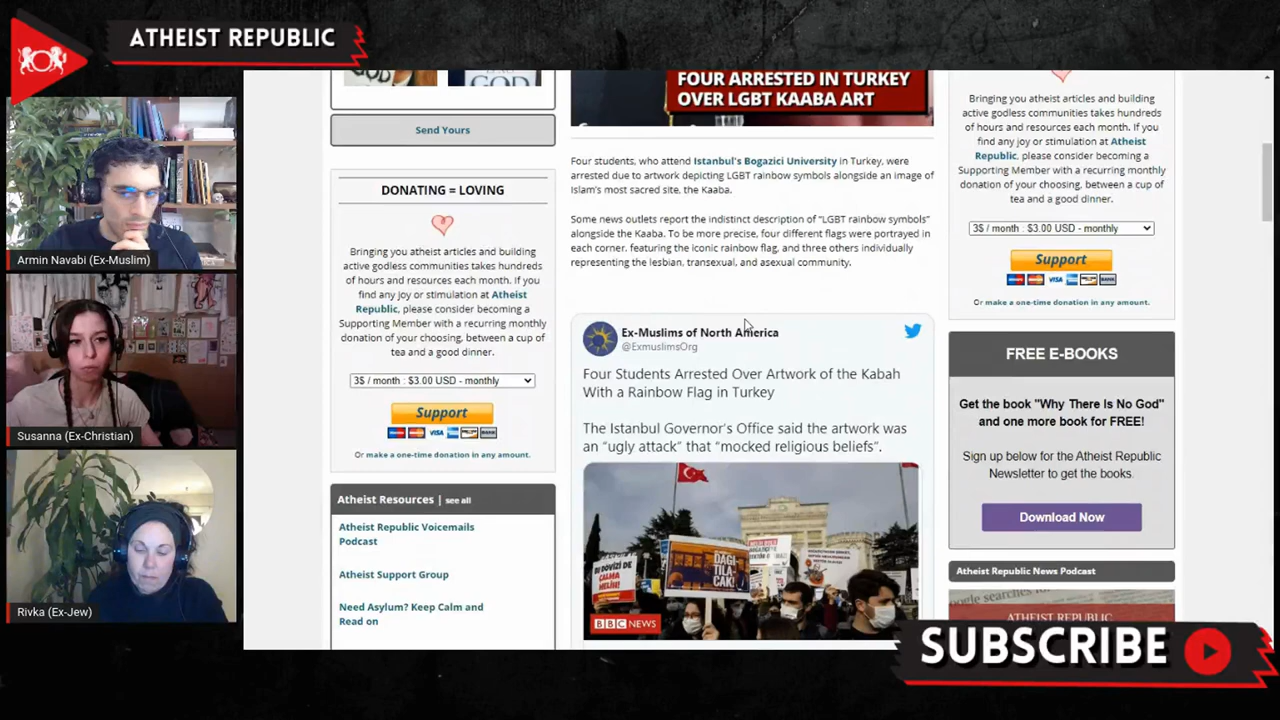 ATHEIST REPUBLIC
Armin Navabi (Ex-Muslim)
Susanna (Ex-Christian)
Rivka (Ex-Jew)
Send Yours
DONATING = LOVING
Bringing you atheist articles and building
active godless communities takes hundreds
of hours and resources each month. If you
find any joy or stimulation at Atheist
Republic, please consider becoming a
Supporting Member with a recurring monthly
donation of your choosing, between a cup of
tea and a good dinner.
3$ / month : $3.00 USD - monthly
Support
VISA
BANK
Or make a one-time donation in any amount.
Atheist Resources | see all
Atheist Republic Voicemails
Podcast
Atheist Support Group
Need Asylum? Keep Calm and
Read on
FOUR ARRESTED IN TURKEY
OVER LGBT KAABA ART
Four students, who attend Istanbul's Bogazici University in Turkey, were
arrested due to artwork depicting LGBT rainbow symbols alongside an image of
Islam's most sacred site, the Kaaba.
Some news outlets report the indistinct description of "LGBT rainbow symbols"
alongside the Kaaba. To be more precise, four different flags were portrayed in
each corner, featuring the iconic rainbow flag, and three others individually
representing the lesbian, transexual, and asexual community.
Ex-Muslims of North America
@ExmuslimsOrg
Four Students Arrested Over Artwork of the Kabah
With a Rainbow Flag in Turkey
The Istanbul Governor's Office said the artwork was
an "ugly attack" that "mocked religious beliefs".
DAĞI-
TILA-
CAK!
BBC NEWS
Bringing you atheist articles and building
active godless communities takes hundreds
of hours and resources each month. If you
find any joy or stimulation at Atheist
Republic, please consider becoming a
Supporting Member with a recurring monthly
donation of your choosing, between a cup of
tea and a good dinner.
3$ / month : $3.00 USD - monthly
Support
VISA
BANK
Or make a one-time donation in any amount.
FREE E-BOOKS
Get the book "Why There Is No God"
and one more book for FREE!
Sign up below for the Atheist Republic
Newsletter to get the books.
Download Now
Atheist Republic News Podcast
ATHEIST REPUBLIC
SUBSCRIBE